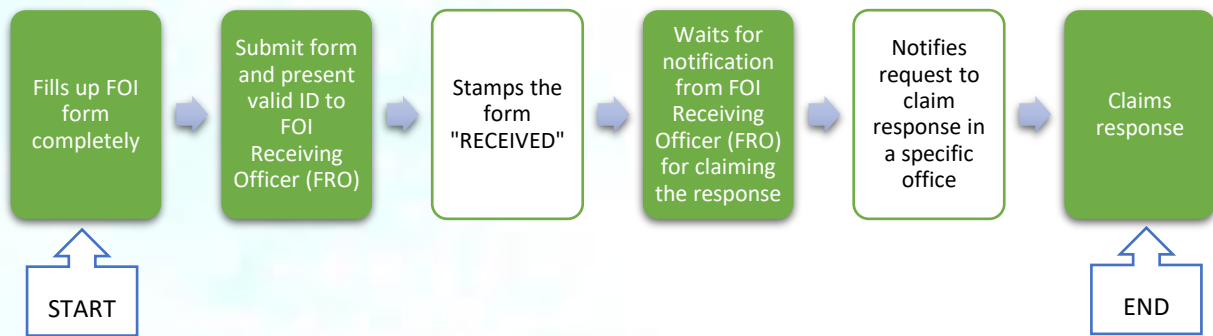 Fills up FOI
form
completely
Submit form
and present
valid ID to
FOI
Receiving
Officer (FRO)
Stamps the
form
"RECEIVED"
Waits for
notification
from FOI
Receiving
Officer (FRO)
for claiming
the response
Notifies
request to
claim
response in
a specific
office
Claims
response
START
END